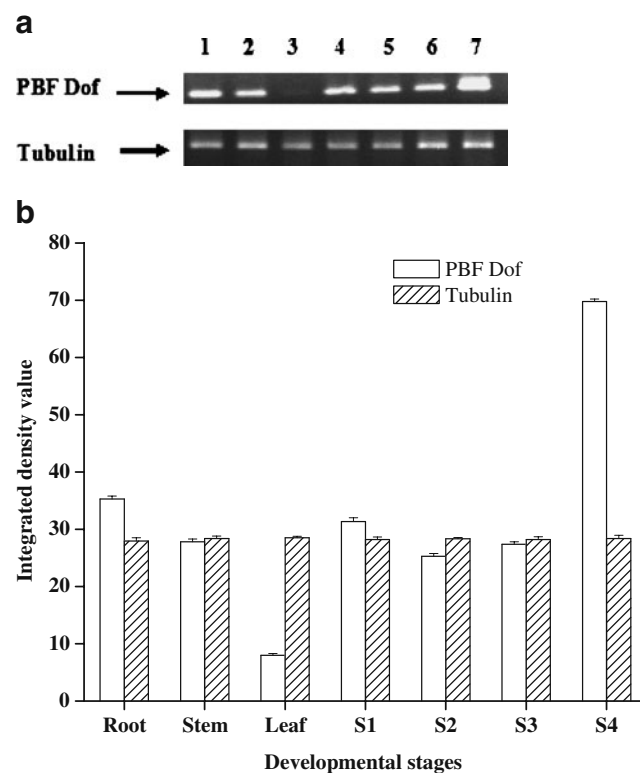 a
1 2 3 4 5 6 7
PBF Dof
Tubulin
b
80
70
60
50
40
30
20
10
0
Integrated density value
PBF Dof
Tubulin
Root Stem Leaf S1 S2 S3 S4
Developmental stages